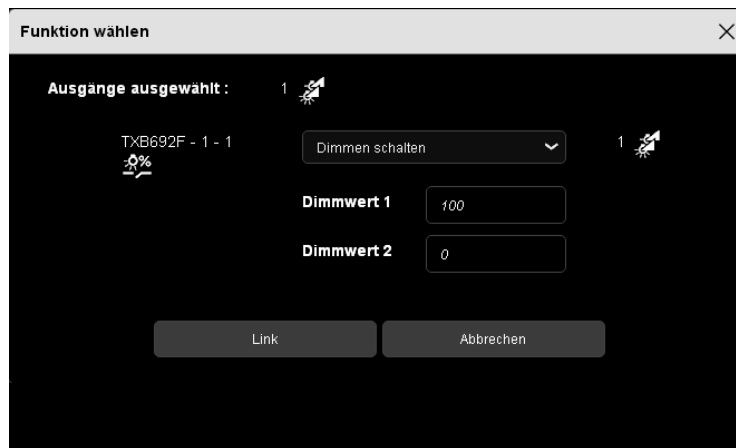 Funktion wählen
Ausgänge ausgewählt : 1
TXB692F - 1 - 1 Dimmen schalten 1
%
Dimmwert 1 100
Dimmwert 2 0
Link Abbrechen